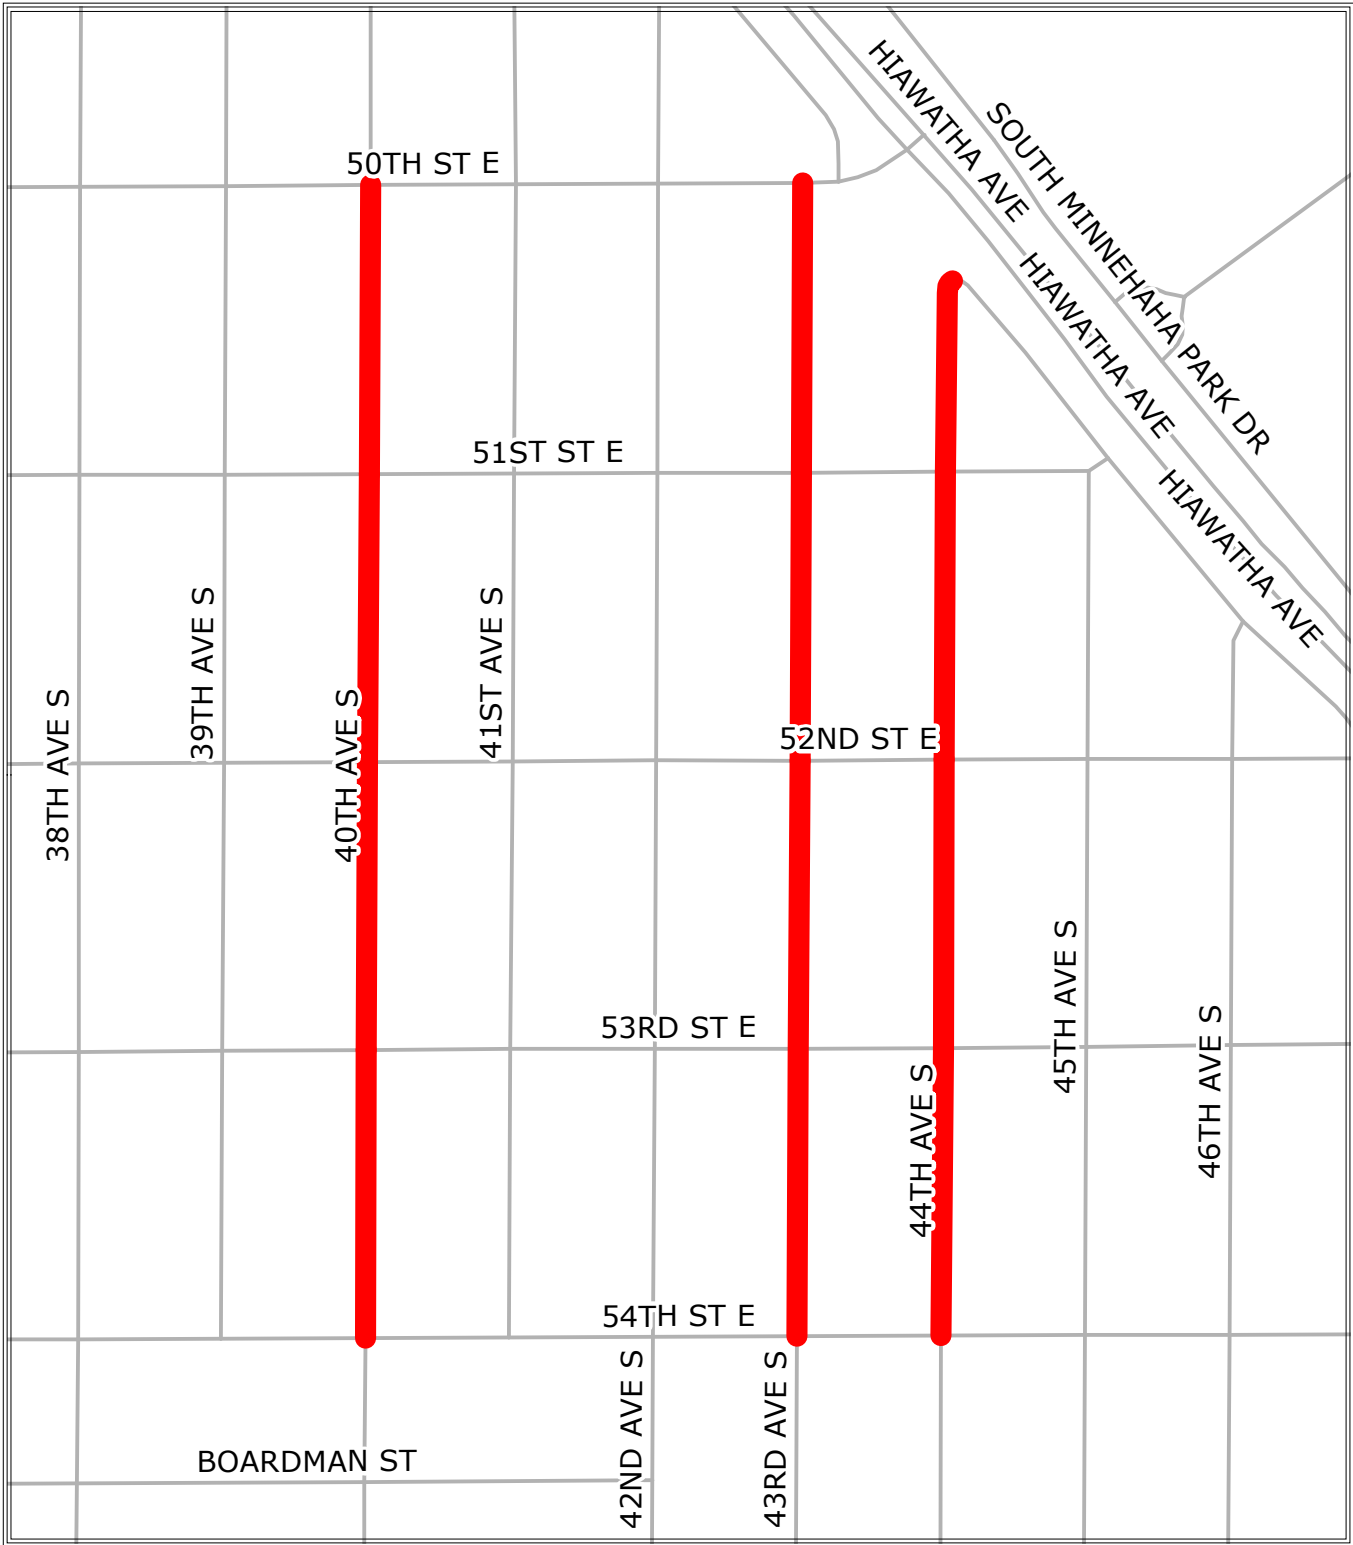 HIAWATHA AVE
SOUTH MINNEHAHA PARK DR
50TH ST E
HIAWATHA AVE
51ST ST E
HIAWATHA AVE
39TH AVE S
41ST AVE S
38TH AVE S
40TH AVE S
52ND ST E
45TH AVE S
53RD ST E
46TH AVE S
44TH AVE S
54TH ST E
42ND AVE S
43RD AVE S
BOARDMAN ST